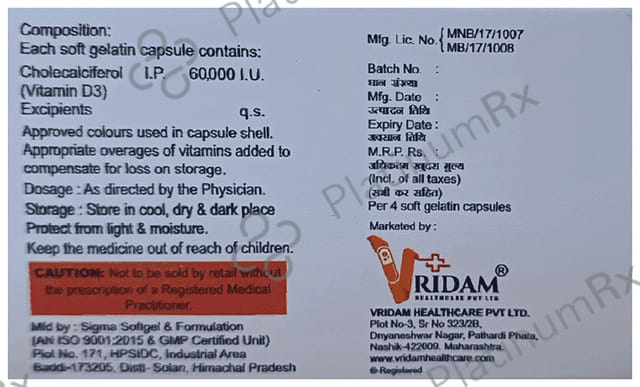 Composition:
Each soft gelatin capsule contains:
Cholecalciferol I.P. 60,000 I.U.
(Vitamin D3)
Excipients q.s.
Approved colours used in capsule shell.
Appropriate overages of vitamins added to
compensate for loss on storage.
Dosage : As directed by the Physician.
Storage : Store in cool, dry & dark place
Protect from light & moisture.
Keep the medicine out of reach of children.
CAUTION: Not to be sold by retail without
the prescription of a Registered Medical
Practitioner.
Mfd by : Sigma Softgel & Formulation
(AN ISO 9001:2015 & GMP Certified Unit)
Plot No. 171, HPSIDC, Industrial Area
Baddi-173205, Distt- Solan, Himachal Pradesh
Mfg. Lic. No. { MNB/17/1007
MB/17/1008
Batch No. :
घान संख्या
Mfg. Date :
उत्पादन तिथि
Expiry Date :
अवसान तिथि
M.R.P. Rs. :
अधिकतम खुदरा मूल्य
(Incl. of all taxes)
(सभी कर सहित)
Per 4 soft gelatin capsules
Marketed by :
VRIDAM®
HEALTHCARE PVT LTD
VRIDAM HEALTHCARE PVT LTD.
Plot No-3, Sr No 323/2B,
Dnyaneshwar Nagar, Pathardi Phata,
Nashik-422009. Maharashtra.
www.vridamhealthcare.com
®-Registered
PlatinumRx
PlatinumRx
PlatinumRx